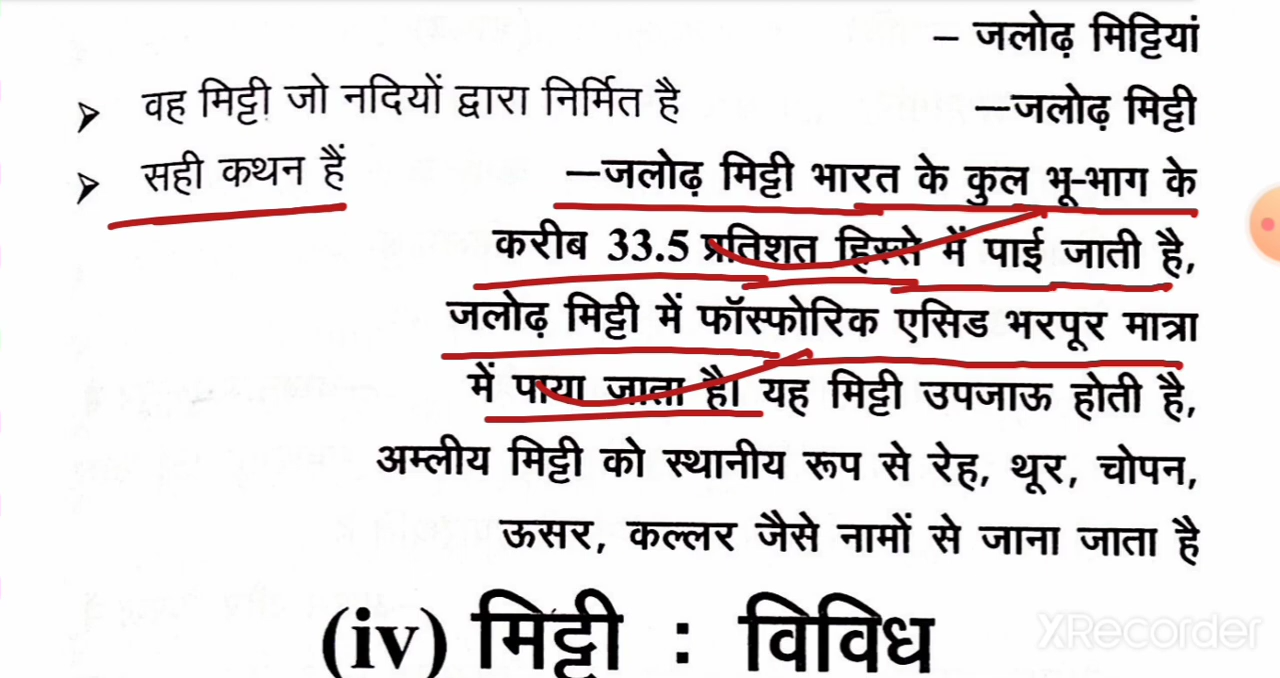 – जलोढ़ मिट्टियां
➢ वह मिट्टी जो नदियों द्वारा निर्मित है –जलोढ़ मिट्टी
➢ सही कथन हैं –जलोढ़ मिट्टी भारत के कुल भू-भाग के
करीब 33.5 प्रतिशत हिस्से में पाई जाती है,
जलोढ़ मिट्टी में फॉस्फोरिक एसिड भरपूर मात्रा
में पाया जाता है। यह मिट्टी उपजाऊ होती है,
अम्लीय मिट्टी को स्थानीय रूप से रेह, थूर, चोपन,
ऊसर, कल्लर जैसे नामों से जाना जाता है
(iv) मिट्टी : विविध
XRecorder